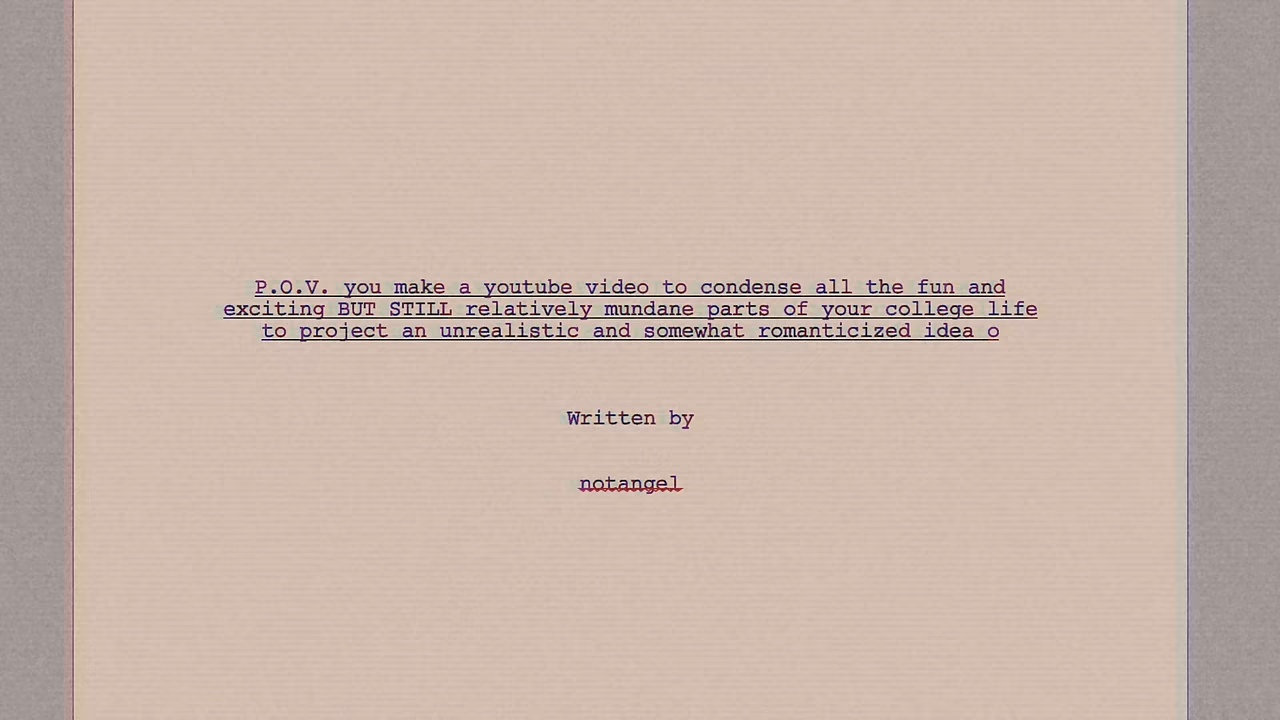 P.O.V. you make a youtube video to condense all the fun and
exciting BUT STILL relatively mundane parts of your college life
to project an unrealistic and somewhat romanticized idea o
Written by
notangel